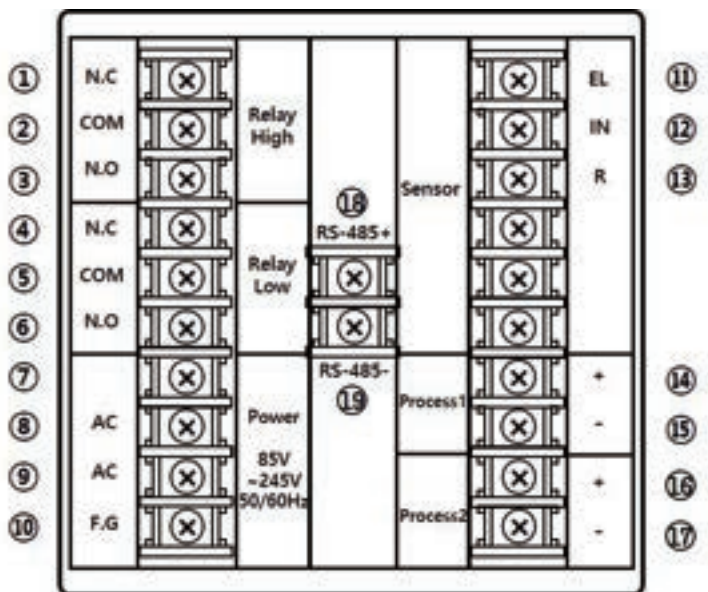 ① N.C EL ⑪
② COM Relay High IN ⑫
③ N.O R ⑬
Sensor
⑱
④ N.C RS-485+
⑤ COM Relay Low
⑥ N.O
⑦ RS-485- + ⑭
⑧ AC Power ⑲ Process1 - ⑮
⑨ AC 85V ~245V 50/60Hz + ⑯
⑩ F.G Process2 - ⑰